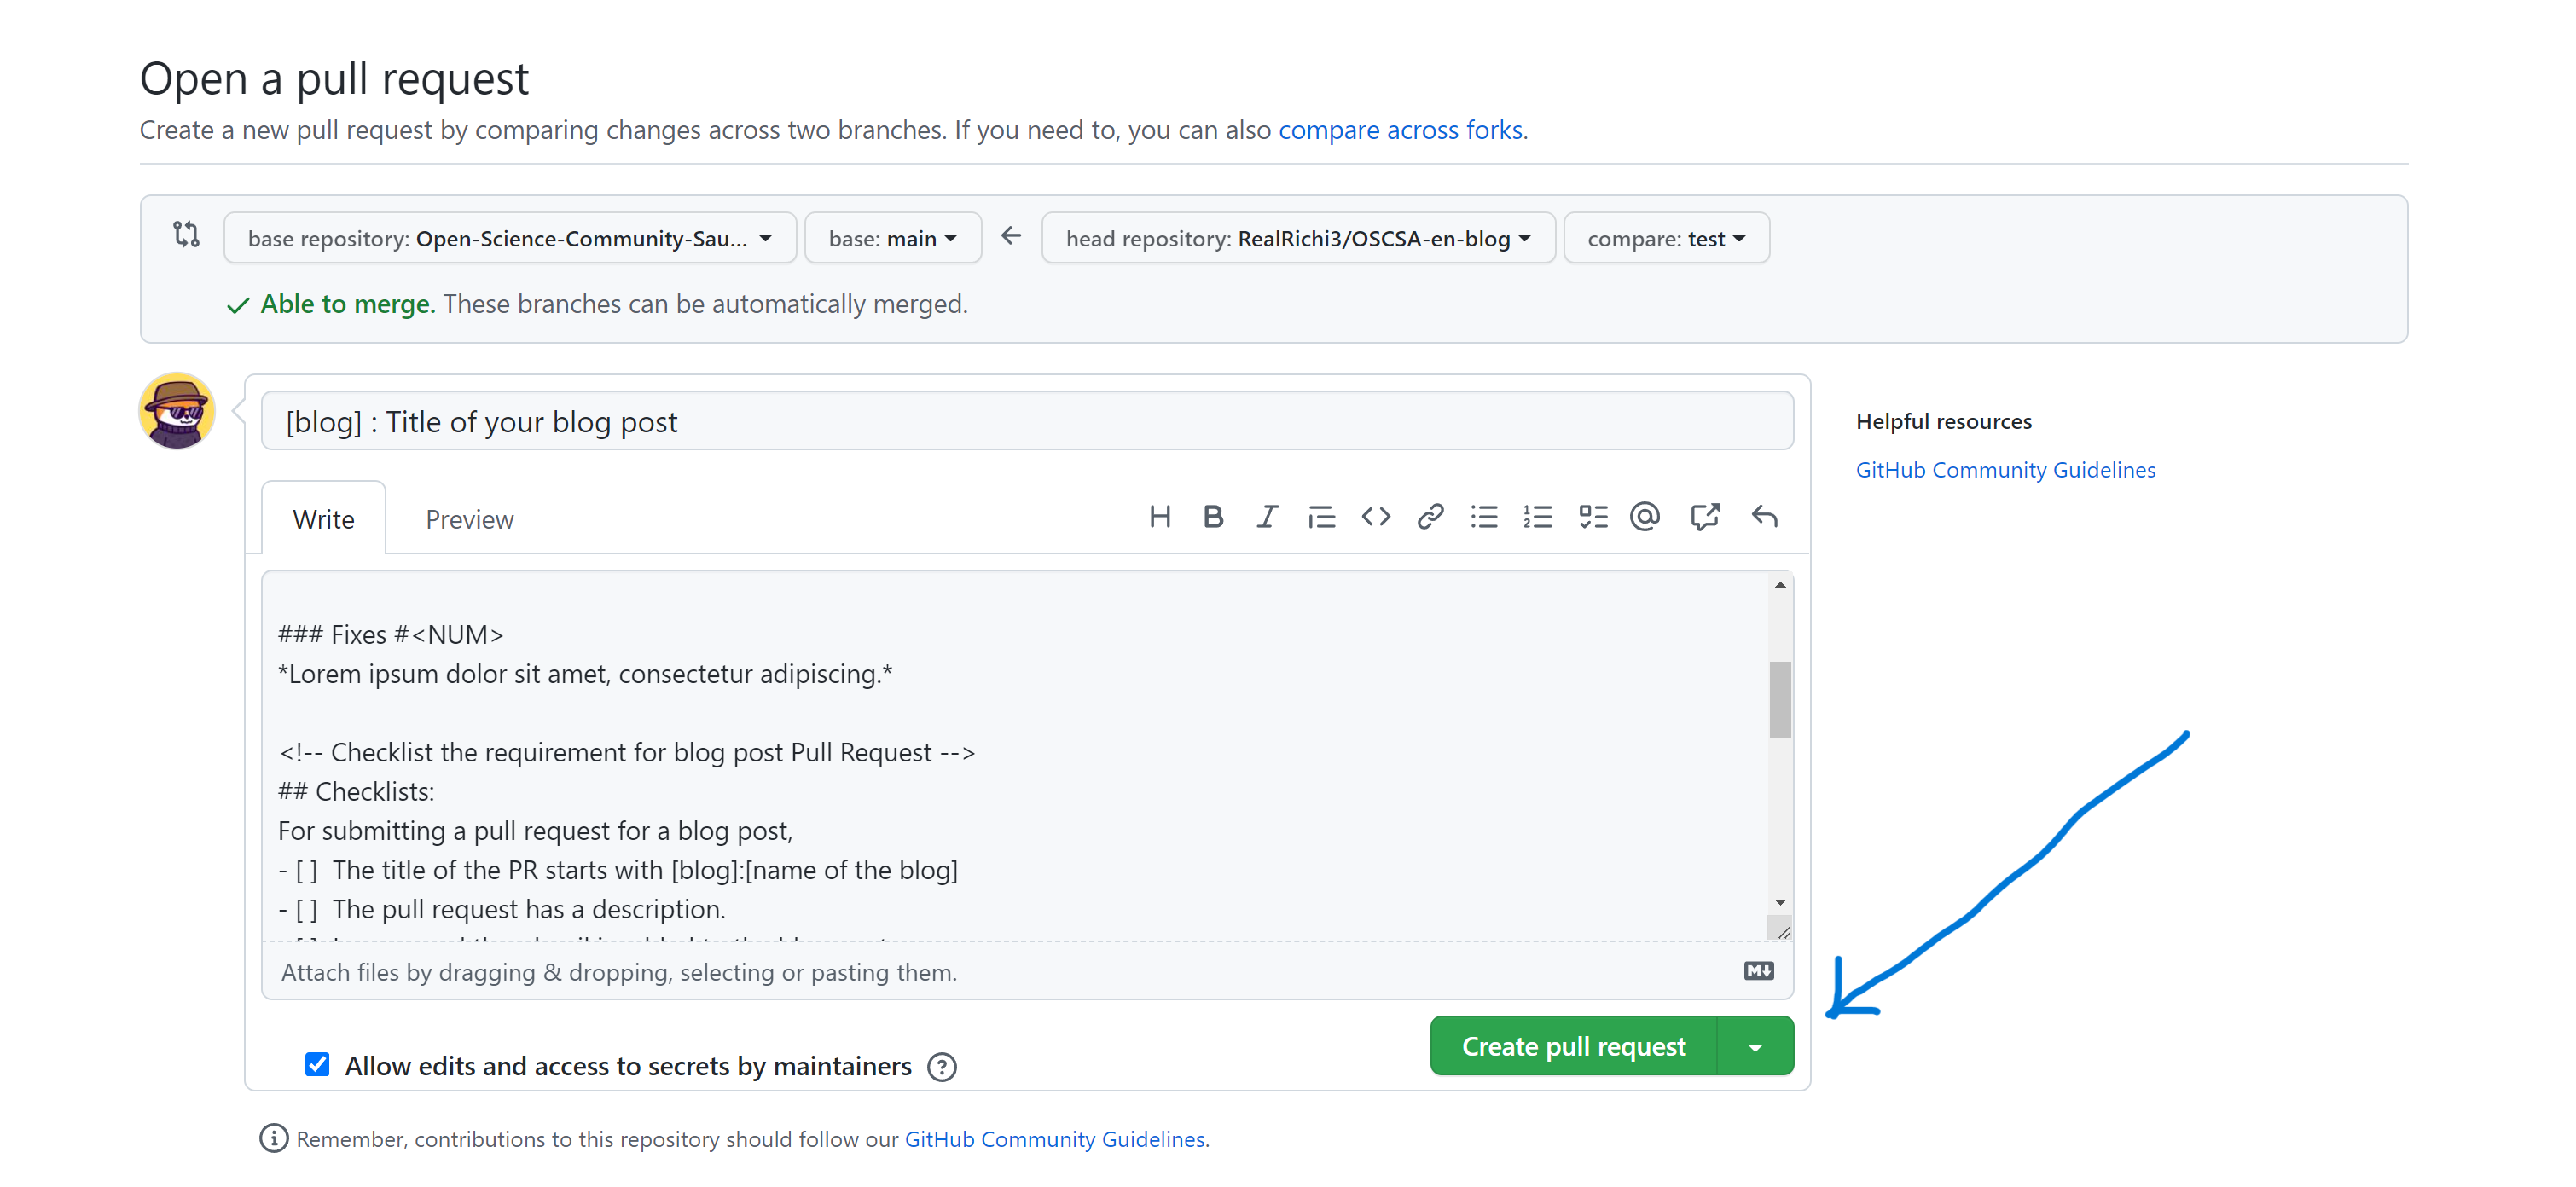 Open a pull request
Create a new pull request by comparing changes across two branches. If you need to, you can also compare across forks.
base repository: Open-Science-Community-Sau... base: main head repository: RealRichi3/OSCSA-en-blog compare: test
Able to merge. These branches can be automatically merged.
[blog] : Title of your blog post
Helpful resources
GitHub Community Guidelines
Write Preview
### Fixes #<NUM>
*Lorem ipsum dolor sit amet, consectetur adipiscing.*
<!-- Checklist the requirement for blog post Pull Request -->
## Checklists:
For submitting a pull request for a blog post,
- [ ] The title of the PR starts with [blog]:[name of the blog]
- [ ] The pull request has a description.
Attach files by dragging & dropping, selecting or pasting them.
Create pull request
Allow edits and access to secrets by maintainers
Remember, contributions to this repository should follow our GitHub Community Guidelines.